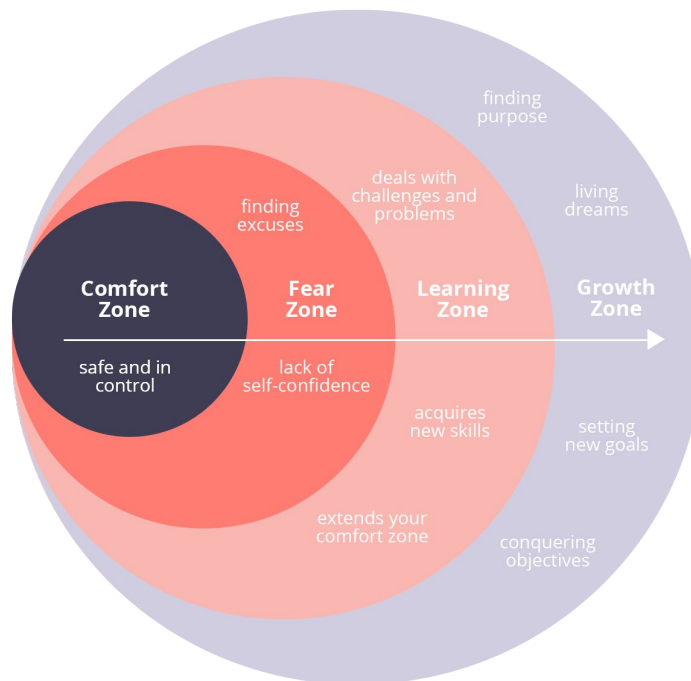 finding
purpose
deals with
challenges and
problems
living
dreams
finding
excuses
Comfort
Zone
Fear
Zone
Learning
Zone
Growth
Zone
safe and in
control
lack of
self-confidence
acquires
new skills
setting
new goals
extends your
comfort zone
conquering
objectives